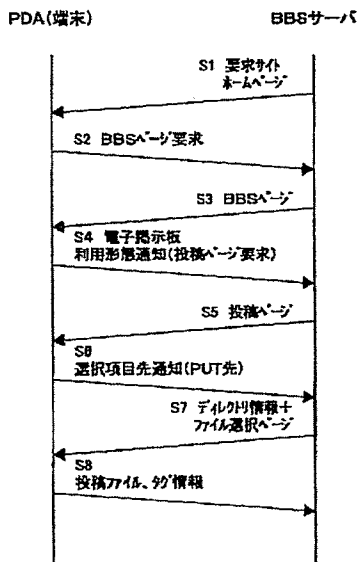 PDA(端末)
BBSサーバ
S1 要求サイト
ホームページ
S2 BBSページ要求
S3 BBSページ
S4 電子掲示板
利用形態通知(投稿ページ要求)
S5 投稿ページ
S6
選択項目先通知(PUT先)
S7 ディレクトリ情報+
ファイル選択ページ
S8
投稿ファイル、タグ情報